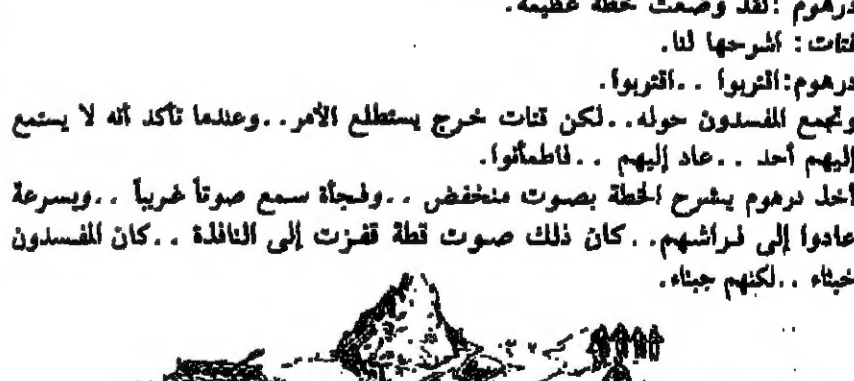 درهوم : لقد وضعت خطة عظيمة.
قتات : اشرحها لنا.
درهوم: اقتربوا . . اقتربوا .
وتجمع المفسدون حوله . . لكن قتات خرج يستطلع الأمر . . وعندما تأكد أنه لا يستمع
إليهم أحد . . عاد إليهم . . فاطمأنوا .
أخذ درهوم يشرح الخطة بصوت منخفض . . وفجأة سمع صوتاً غريباً . . وبسرعة
عادوا إلى فراشهم . . كان ذلك صوت قطة قفزت إلى النافذة . . كان المفسدون
خبثاء . . لكنهم جبناء .